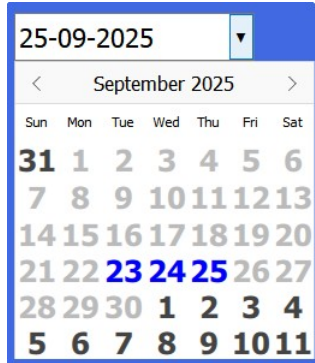 25-09-2025
September 2025
Sun Mon Tue Wed Thu Fri Sat
31 1 2 3 4 5 6
7 8 9 10 11 12 13
14 15 16 17 18 19 20
21 22 23 24 25 26 27
28 29 30 1 2 3 4
5 6 7 8 9 10 11